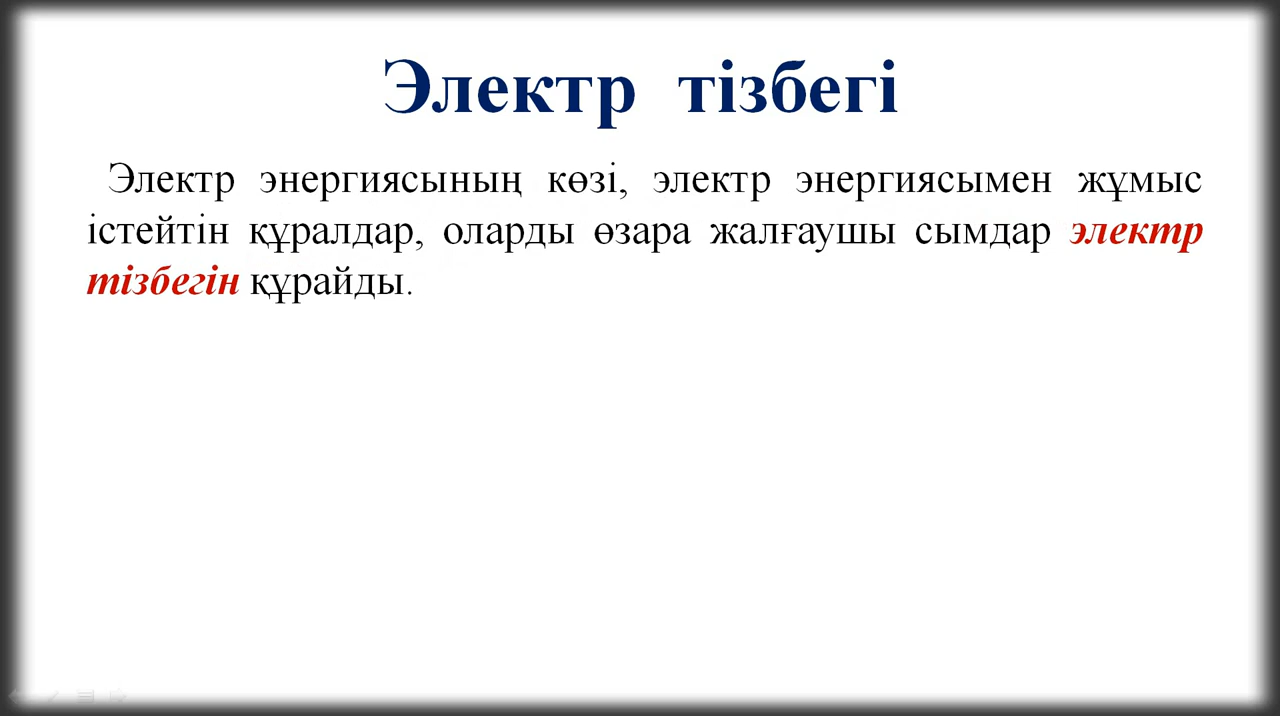 Электр тізбегі
Электр энергиясының көзі, электр энергиясымен жұмыс
істейтін құралдар, оларды өзара жалғаушы сымдар электр
тізбегін құрайды.